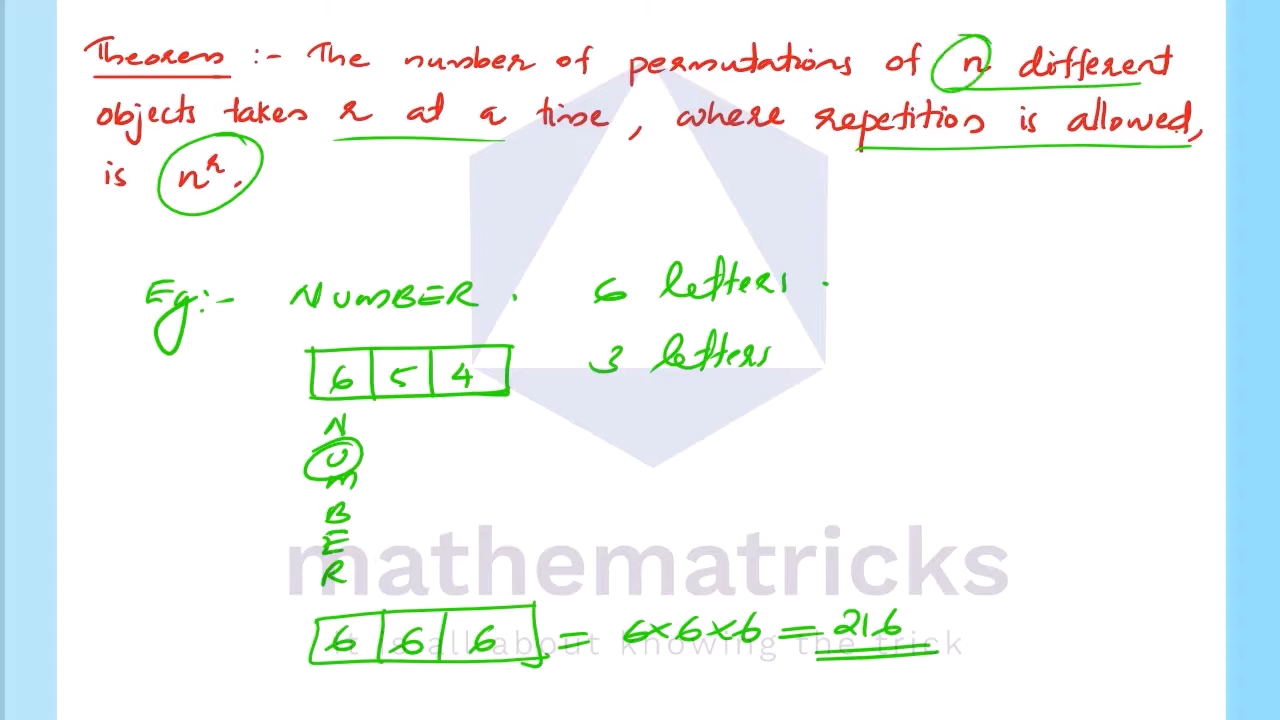 Theorem :- The number of permutations of n different
objects taken r at a time, where repetition is allowed,
is nʳ.
Eg:- NUMBER. 6 letters.
6 5 4 3 letters
N
U
M
B
E
R
mathematricks
6 6 6 = 6×6×6 = 216
it is all about knowing the trick